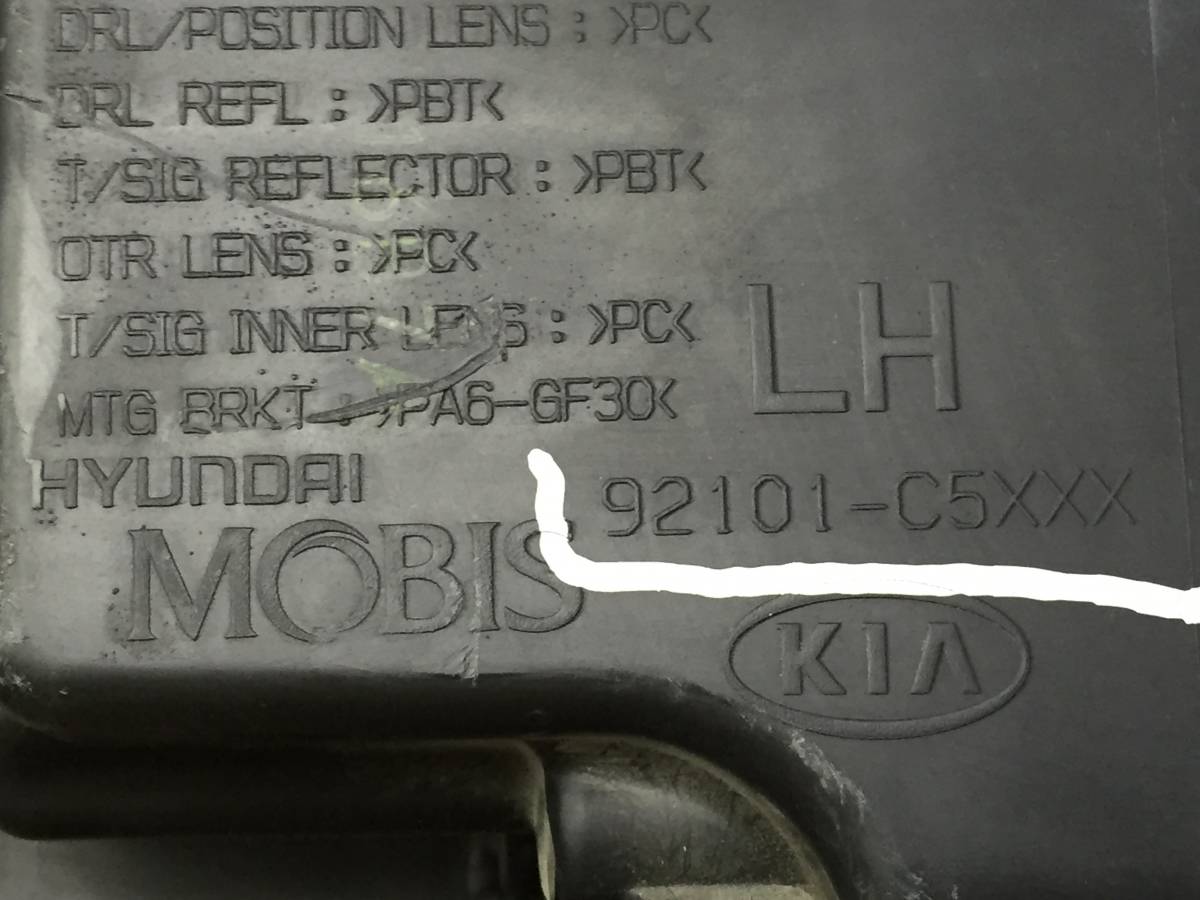 DRL/POSITION LENS : >PC<
DRL REFL : >PBT<
T/SIG REFLECTOR : >PBT<
OTR LENS : >PC<
T/SIG INNER LENS : >PC<
MTG BRKT : >PA6-GF30<
LH
HYUNDAI
MOBIS
92101-C5XXX
KIA